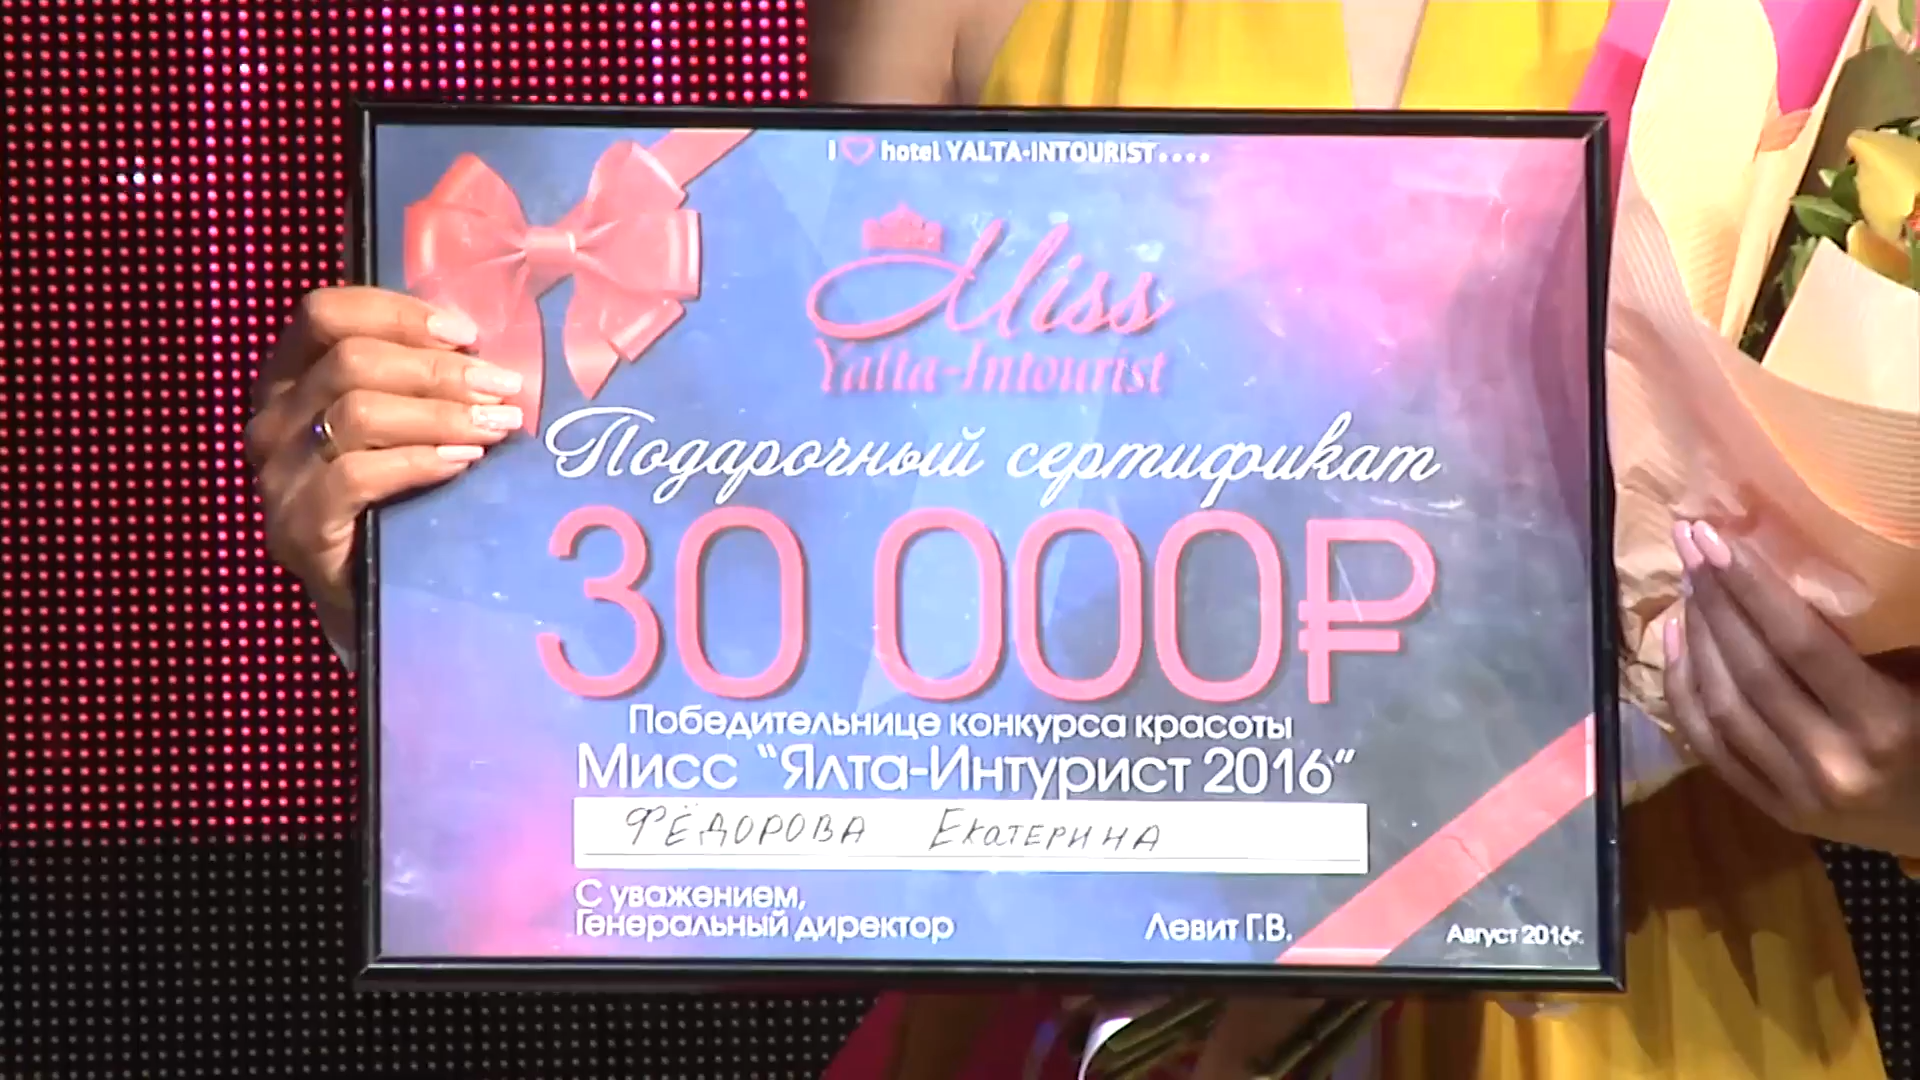 I hotel YALTA-INTOURIST
Miss
Yalta-Intourist
Подарочный сертификат
30 000₽
Победительнице конкурса красоты
Мисс “Ялта-Интурист 2016”
Фёдорова Екатерина
С уважением,
Генеральный директор Левит Г.В.
Август 2016г.